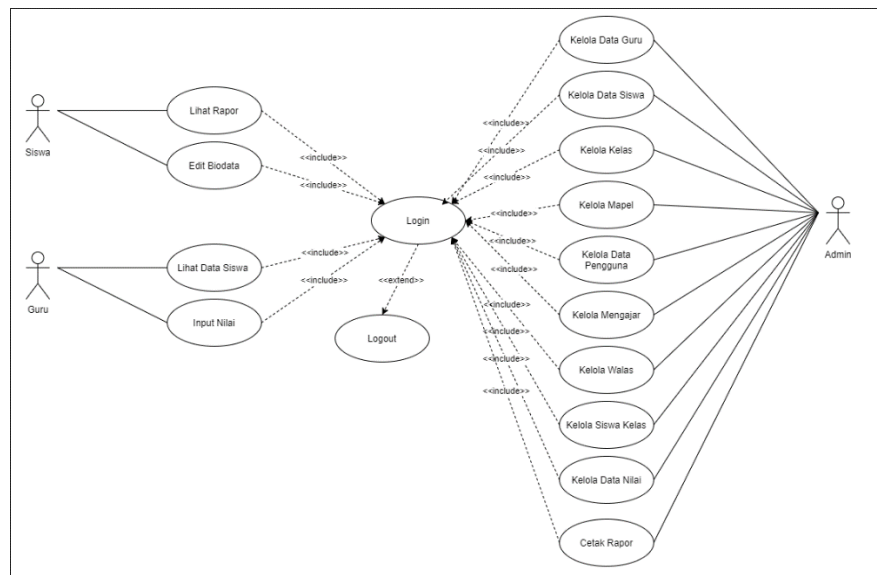 Siswa
Lihat Rapor
Edit Biodata
<<include>>
<<include>>
Guru
Lihat Data Siswa
Input Nilai
<<include>>
<<include>>
Login
<<extend>>
Logout
<<include>>
<<include>>
<<include>>
<<include>>
<<include>>
<<include>>
<<include>>
<<include>>
<<include>>
<<include>>
Kelola Data Guru
Kelola Data Siswa
Kelola Kelas
Kelola Mapel
Kelola Data
Pengguna
Kelola Mengajar
Kelola Walas
Kelola Siswa Kelas
Kelola Data Nilai
Cetak Rapor
Admin